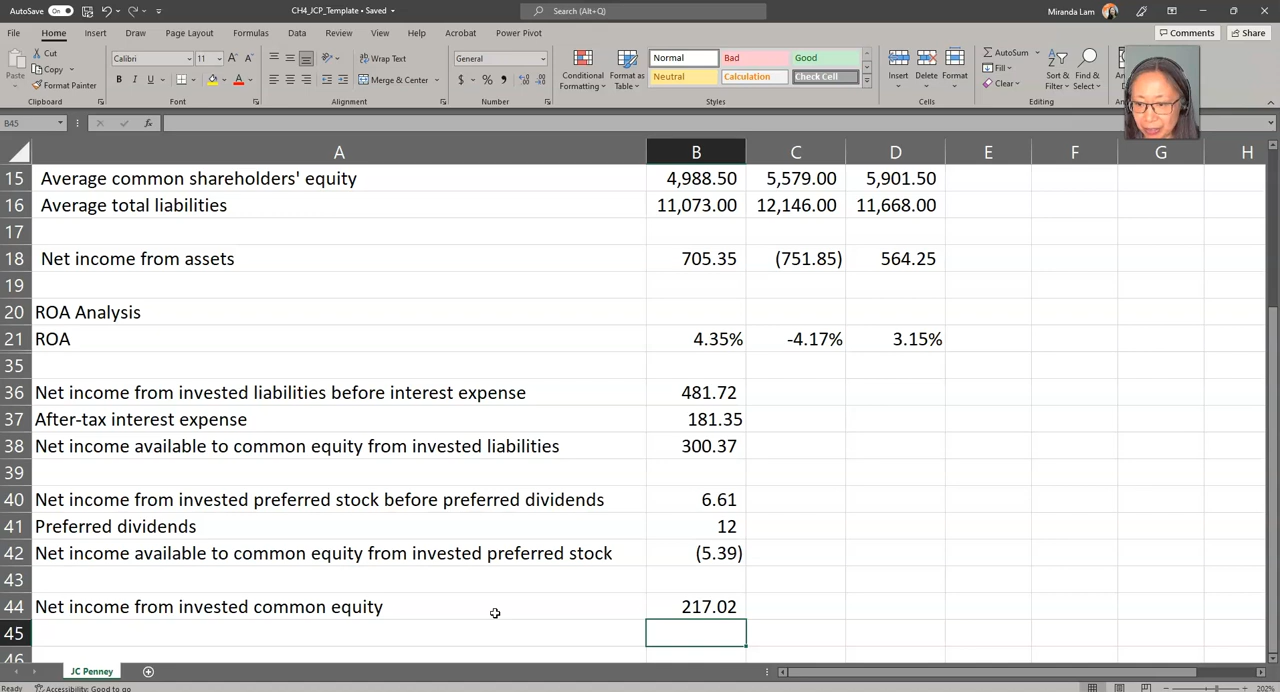 AutoSave On CH4_JCP_Template • Saved Search (Alt+Q) Miranda Lam
File Home Insert Draw Page Layout Formulas Data Review View Help Acrobat Power Pivot Comments Share
Paste Cut Copy Format Painter Clipboard
Calibri 11 B I U Font
Wrap Text Merge & Center Alignment
General $ % Number
Conditional Formatting Format as Table
Normal Bad Good
Neutral Calculation Check Cell
Styles
Insert Delete Format Cells
AutoSum Fill Clear Sort & Filter Find & Select Editing
B45 fx
A B C D E F G H
15 Average common shareholders' equity 4,988.50 5,579.00 5,901.50
16 Average total liabilities 11,073.00 12,146.00 11,668.00
17
18 Net income from assets 705.35 (751.85) 564.25
19
20 ROA Analysis
21 ROA 4.35% -4.17% 3.15%
35
36 Net income from invested liabilities before interest expense 481.72
37 After-tax interest expense 181.35
38 Net income available to common equity from invested liabilities 300.37
39
40 Net income from invested preferred stock before preferred dividends 6.61
41 Preferred dividends 12
42 Net income available to common equity from invested preferred stock (5.39)
43
44 Net income from invested common equity 217.02
45
46
JC Penney
Ready Accessibility: Good to go 202%